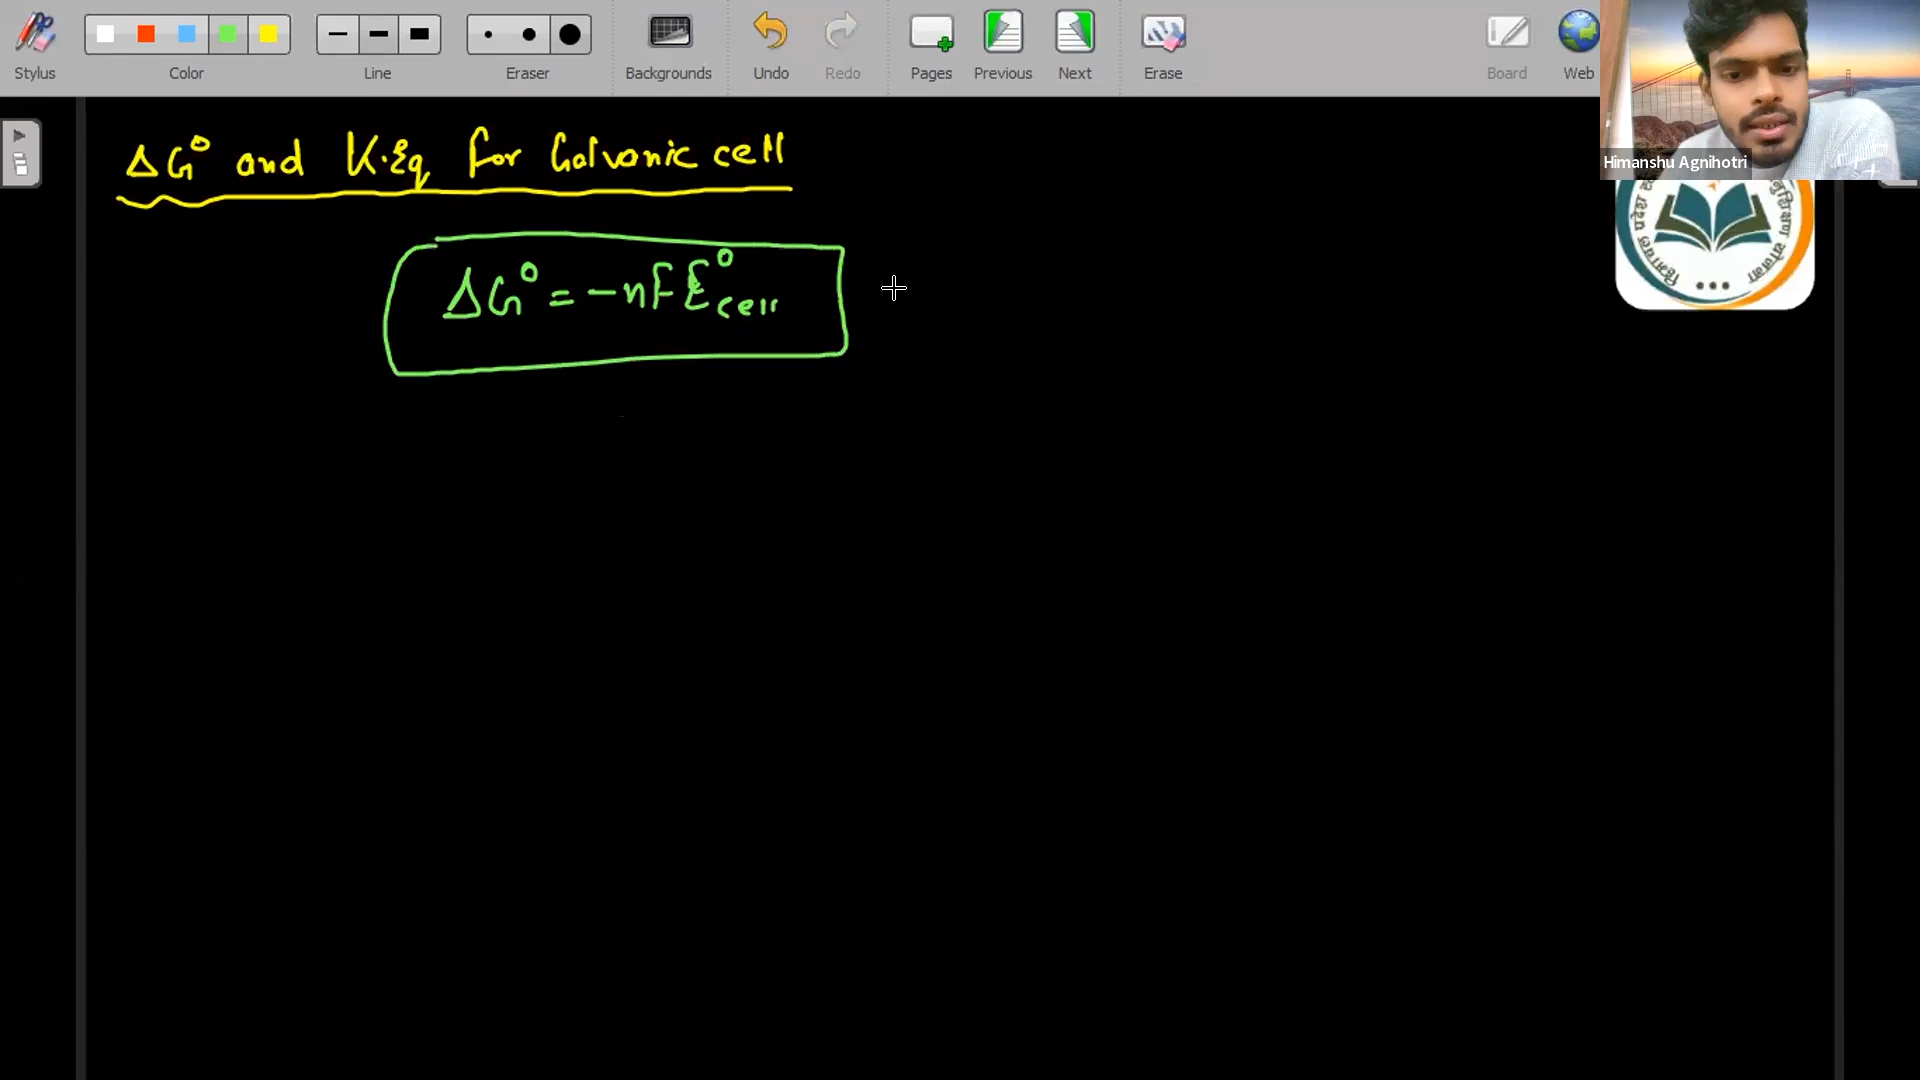 Stylus Color Line Eraser Backgrounds Undo Redo Pages Previous Next Erase Board Web
Himanshu Agnihotri
ΔG° and K.Eq for Galvanic cell
ΔG° = -nFE°cell